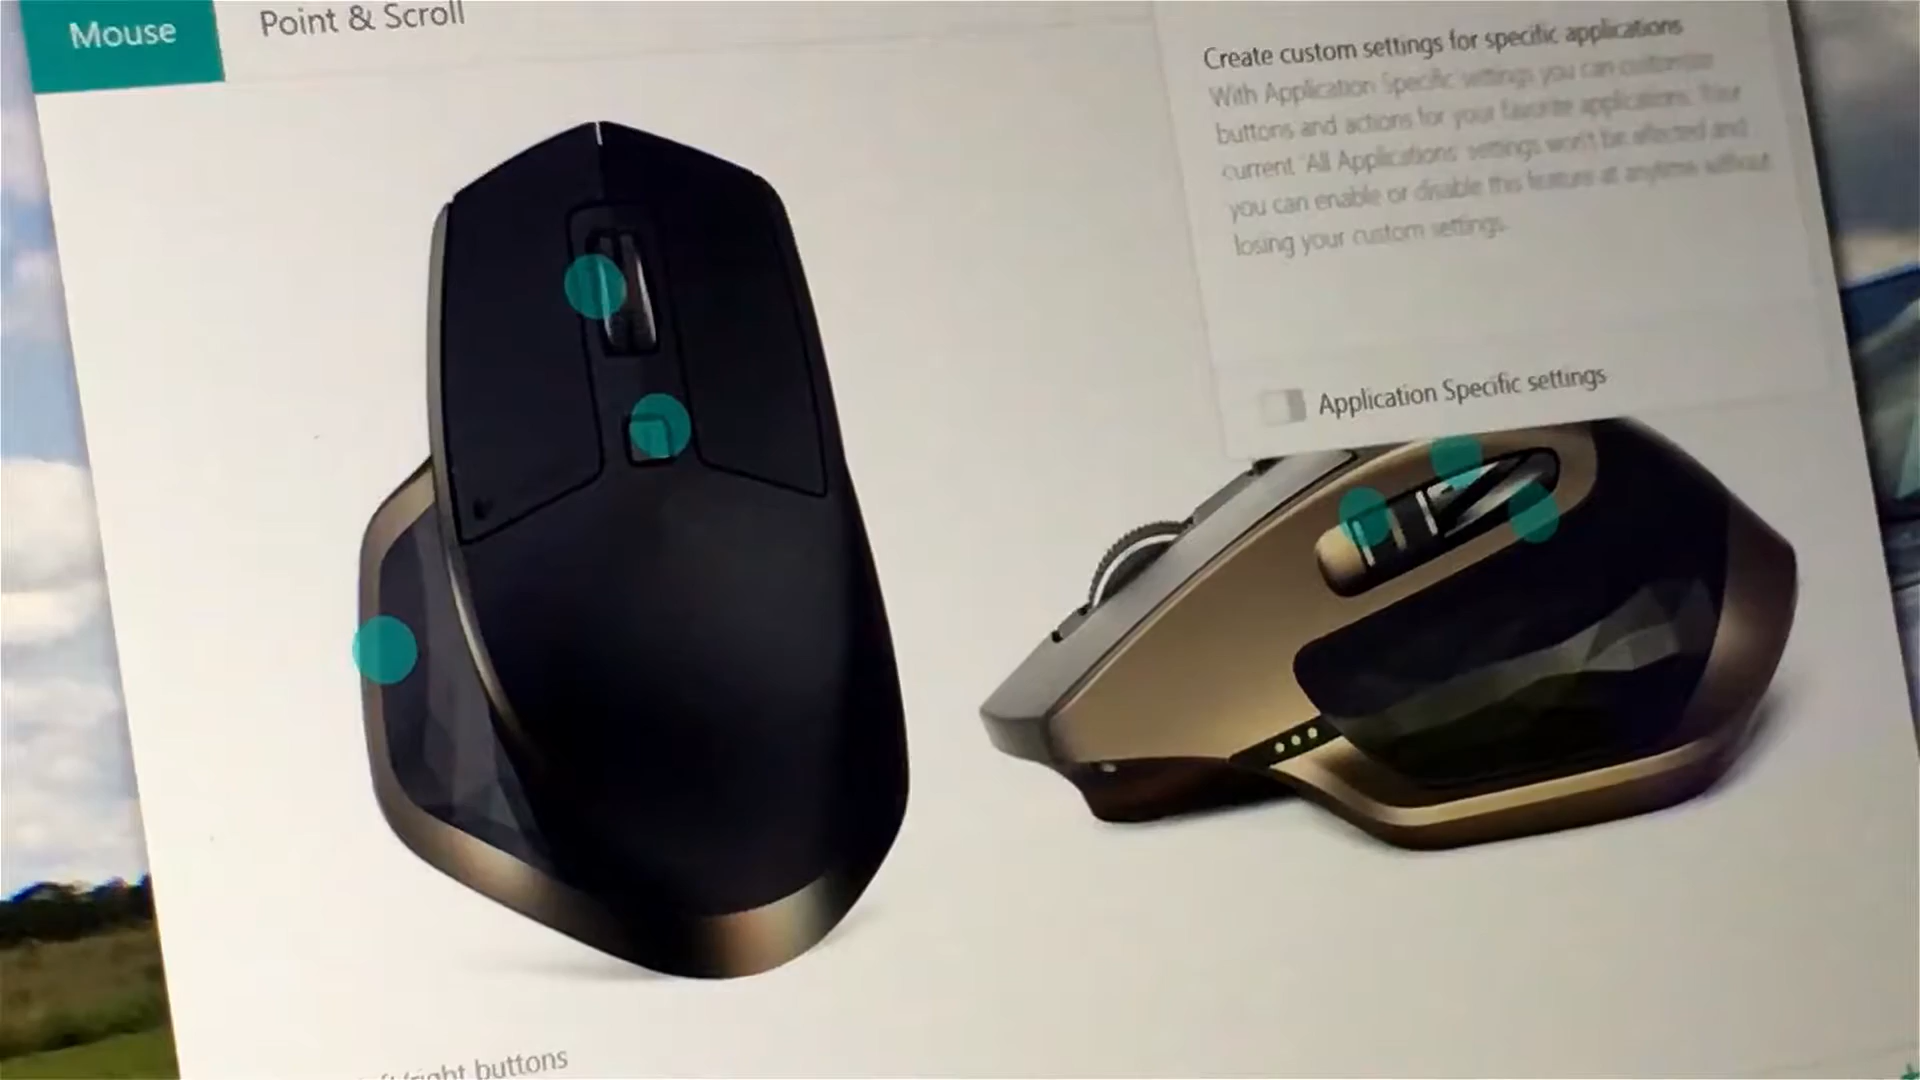 Mouse
Point & Scroll
Create custom settings for specific applications
With Application Specific settings you can customize
buttons and actions for your favorite applications. Your
current 'All Applications' settings won't be affected and
you can enable or disable this feature at anytime without
losing your custom settings.
Application Specific settings
right buttons